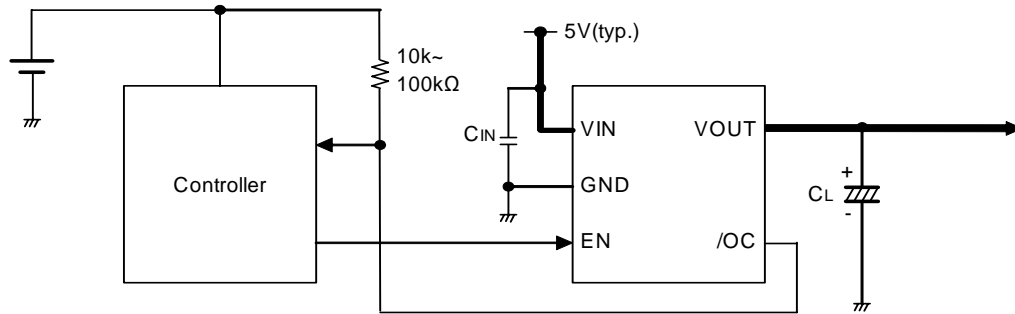 5V(typ.)
10k~
100kΩ
CIN
VIN
VOUT
Controller
GND
+
CL
-
EN
/OC